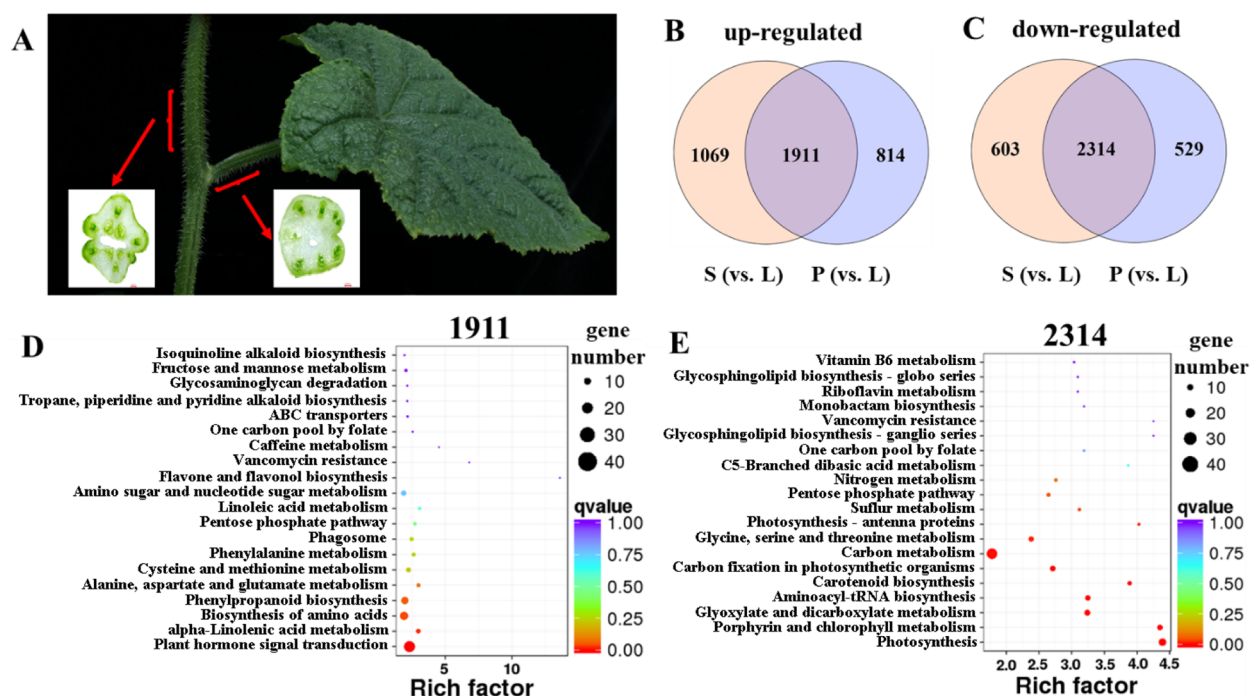 A
B
up-regulated
1069
1911
814
S (vs. L)
P (vs. L)
C
down-regulated
603
2314
529
S (vs. L)
P (vs. L)
D
1911
Isoquinoline alkaloid biosynthesis
Fructose and mannose metabolism
Glycosaminoglycan degradation
Tropane, piperidine and pyridine alkaloid biosynthesis
ABC transporters
One carbon pool by folate
Caffeine metabolism
Vancomycin resistance
Flavone and flavonol biosynthesis
Amino sugar and nucleotide sugar metabolism
Linoleic acid metabolism
Pentose phosphate pathway
Phagosome
Phenylalanine metabolism
Cysteine and methionine metabolism
Alanine, aspartate and glutamate metabolism
Phenylpropanoid biosynthesis
Biosynthesis of amino acids
alpha-Linolenic acid metabolism
Plant hormone signal transduction
5
10
Rich factor
gene
number
10
20
30
40
qvalue
1.00
0.75
0.50
0.25
0.00
E
2314
Vitamin B6 metabolism
Glycosphingolipid biosynthesis - globo series
Riboflavin metabolism
Monobactam biosynthesis
Vancomycin resistance
Glycosphingolipid biosynthesis - ganglio series
One carbon pool by folate
C5-Branched dibasic acid metabolism
Nitrogen metabolism
Pentose phosphate pathway
Suflur metabolism
Photosynthesis - antenna proteins
Glycine, serine and threonine metabolism
Carbon metabolism
Carbon fixation in photosynthetic organisms
Carotenoid biosynthesis
Aminoacyl-tRNA biosynthesis
Glyoxylate and dicarboxylate metabolism
Porphyrin and chlorophyll metabolism
Photosynthesis
2.0
2.5
3.0
3.5
4.0
4.5
Rich factor
gene
number
10
20
30
40
qvalue
1.00
0.75
0.50
0.25
0.00